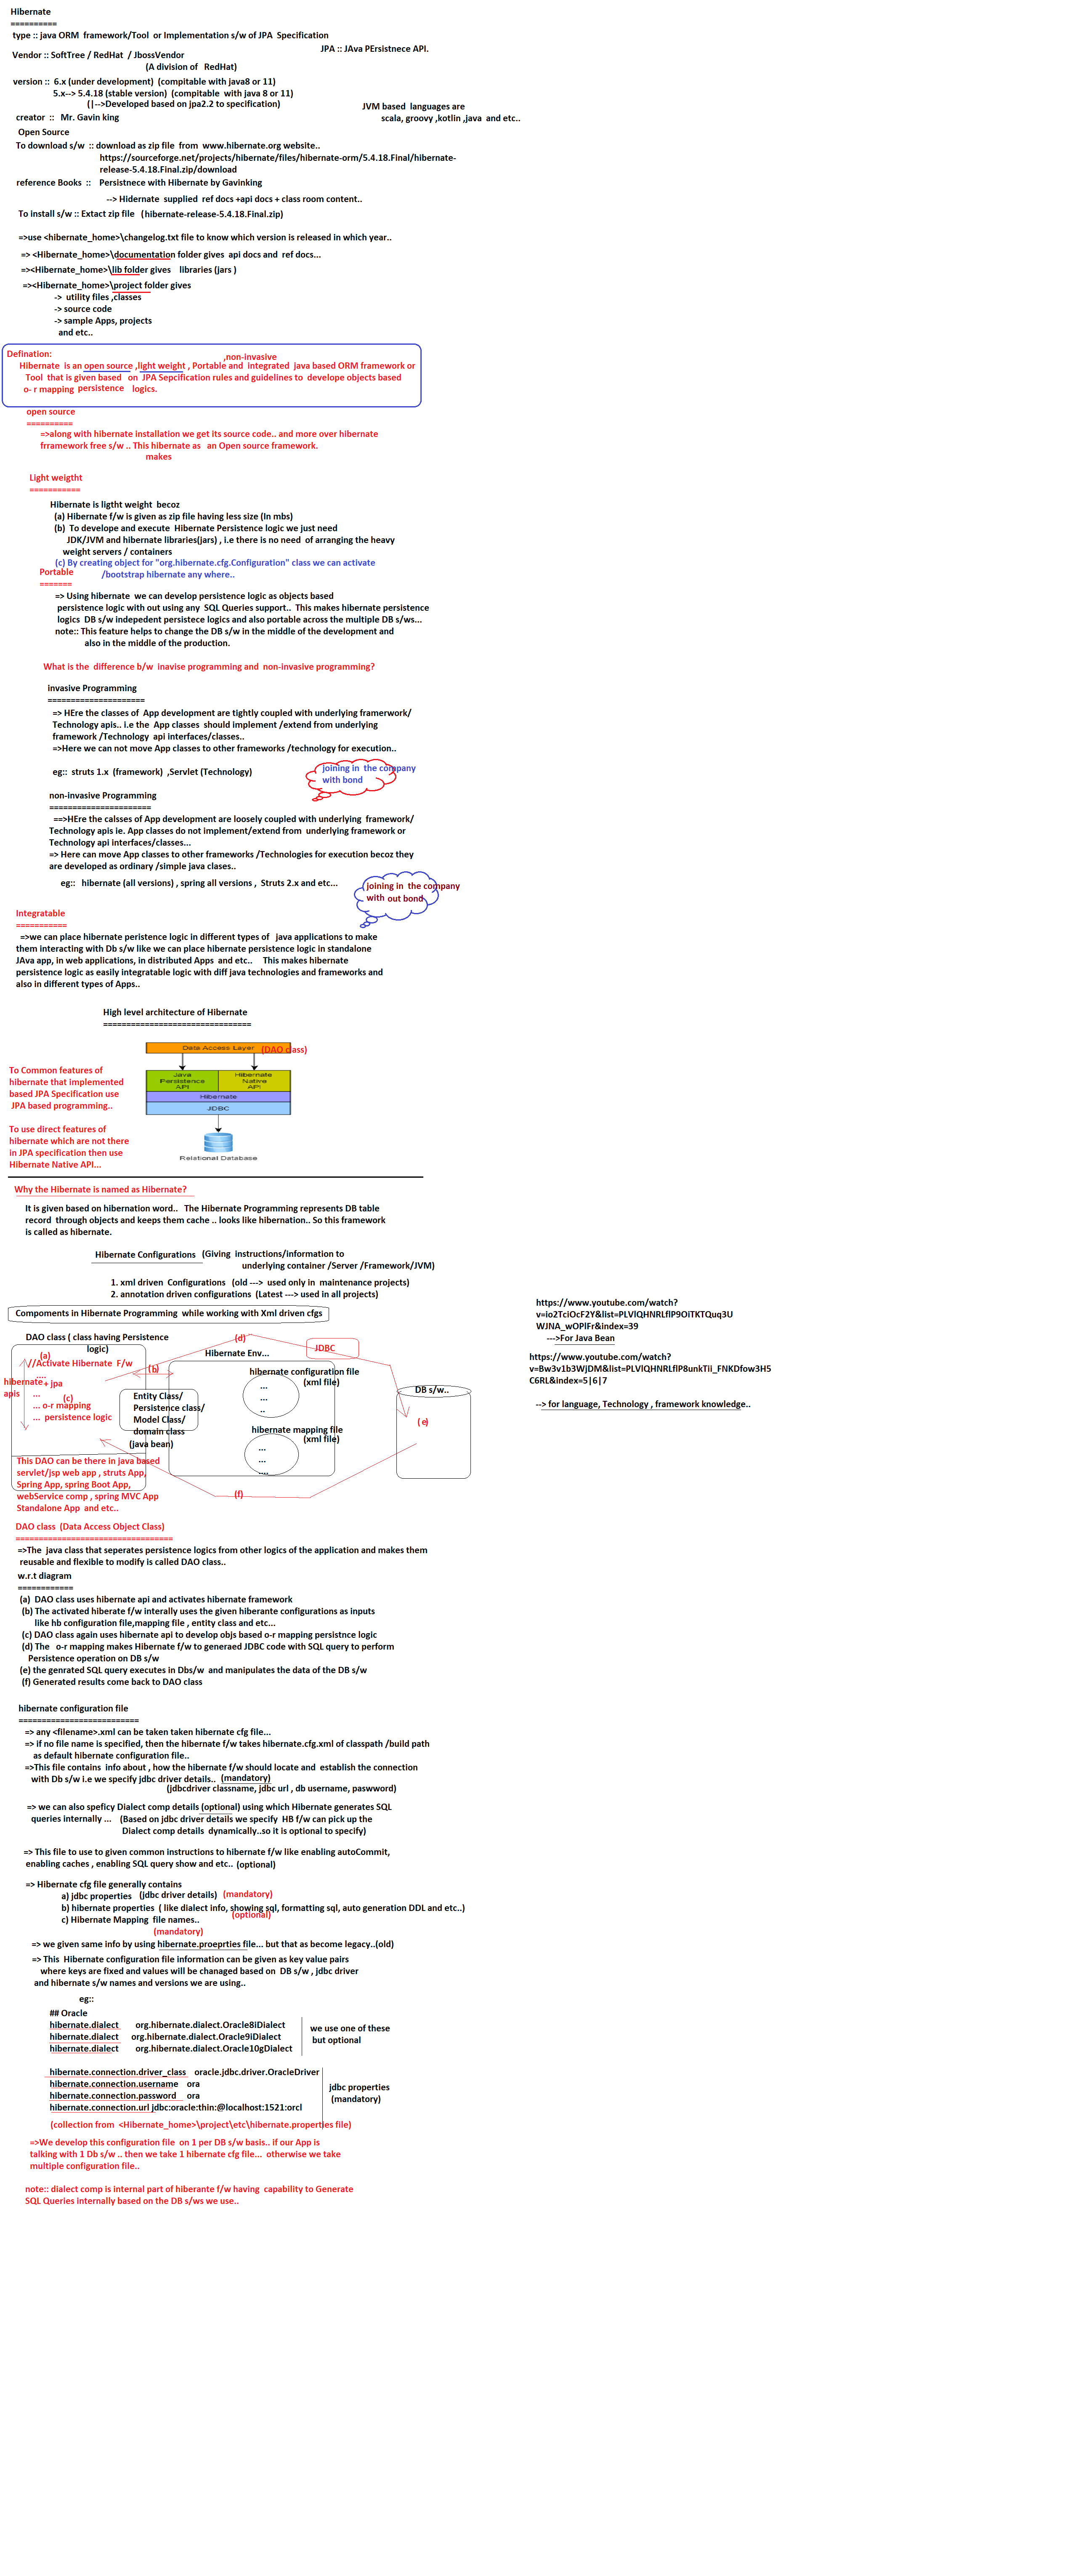 Hibernate
==========
type :: java ORM  framework/Tool  or Implementation s/w of JPA  Specification
JPA :: JAva PErsistnece API.
Vendor :: SoftTree / RedHat  / JbossVendor
(A division of   RedHat)
version ::  6.x (under development)  (compitable with java8 or 11)
5.x--> 5.4.18 (stable version)  (compitable  with java 8 or 11)
(|-->Developed based on jpa2.2 to specification)
JVM based  languages are
scala, groovy ,kotlin ,java  and etc..
creator  ::   Mr. Gavin king
Open Source
To download s/w  :: download as zip file  from  www.hibernate.org website..
https://sourceforge.net/projects/hibernate/files/hibernate-orm/5.4.18.Final/hibernate-
release-5.4.18.Final.zip/download
reference Books  ::    Persistnece with Hibernate by Gavinking
--> Hidernate  supplied  ref docs +api docs + class room content..
To install s/w :: Extact zip file   (hibernate-release-5.4.18.Final.zip)
=>use <hibernate_home>\changelog.txt file to know which version is released in which year..
=> <Hibernate_home>\documentation folder gives  api docs and  ref docs...
=><Hibernate_home>\lib folder gives    libraries (jars )
=><Hibernate_home>\project folder gives
->  utility files ,classes
-> source code
-> sample Apps, projects
and etc..
Defination:
,non-invasive
Hibernate  is an open source ,light weight , Portable and  integrated  java based ORM framework or
Tool  that is given based   on  JPA Sepcification rules and guidelines to  develope objects based
o- r mapping  persistence   logics.
open source
==========
=>along with hibernate installation we get its source code.. and more over hibernate
frramework free s/w .. This hibernate as   an Open source framework.
makes
Light weigtht
===========
Hibernate is ligtht weight  becoz
(a) Hibernate f/w is given as zip file having less size (In mbs)
(b)  To develope and execute  Hibernate Persistence logic we just need
JDK/JVM and hibernate libraries(jars) , i.e there is no need  of arranging the heavy
weight servers / containers
(c) By creating object for "org.hibernate.cfg.Configuration" class we can activate
/bootstrap hibernate any where..
Portable
=======
=> Using hibernate  we can develop persistence logic as objects based
persistence logic with out using any  SQL Queries support..  This makes hibernate persistence
logics  DB s/w indepedent persistece logics and also portable across the multiple DB s/ws...
note:: This feature helps to change the DB s/w in the middle of the development and
also in the middle of the production.
What is the  difference b/w  inavise programming and  non-invasive programming?
invasive Programming
=====================
=> HEre the classes of  App development are tightly coupled with underlying framerwork/
Technology apis.. i.e the  App classes  should implement /extend from underlying
framework /Technology  api interfaces/classes..
=>Here we can not move App classes to other frameworks /technology for execution..
eg::  struts 1.x  (framework)  ,Servlet (Technology)
joining in  the company
with bond
non-invasive Programming
======================
==>HEre the calsses of App development are loosely coupled with underlying  framework/
Technology apis ie. App classes do not implement/extend from  underlying framework or
Technology api interfaces/classes...
=> Here can move App classes to other frameworks /Technologies for execution becoz they
are developed as ordinary /simple java clases..
eg::   hibernate (all versions) , spring all versions ,  Struts 2.x and etc...
joining in  the company
with  out bond
Integratable
===========
=>we can place hibernate peristence logic in different types of   java applications to make
them interacting with Db s/w like we can place hibernate persistence logic in standalone
JAva app, in web applications, in distributed Apps  and etc..    This makes hibernate
persistence logic as easily integratable logic with diff java technologies and frameworks and
also in different types of Apps..
High level architecture of Hibernate
================================
Data Access Layer
(DAO class)
Java Persistence API
Hibernate Native API
Hibernate
JDBC
Relational Database
To Common features of
hibernate that implemented
based JPA Specification use
JPA based programming..
To use direct features of
hibernate which are not there
in JPA specification then use
Hibernate Native API...
Why the Hibernate is named as Hibernate?
It is given based on hibernation word..   The Hibernate Programming represents DB table
record  through objects and keeps them cache .. looks like hibernation.. So this framework
is called as hibernate.
Hibernate Configurations   (Giving  instructions/information to
underlying container /Server /Framework/JVM)
1. xml driven  Configurations   (old --->  used only in  maintenance projects)
2. annotation driven configurations  (Latest ---> used in all projects)
Components in Hibernate Programming  while working with Xml driven cfgs
https://www.youtube.com/watch?
v=io2TciOcF2Y&list=PLVlQHNRLflP9OiTKTQuq3U
WJNA_wOPlFr&index=39
--->For Java Bean
https://www.youtube.com/watch?
v=Bw3v1b3WjDM&list=PLVlQHNRLflP8unkTii_FNKDfow3H5
C6RL&index=5|6|7
--> for language, Technology , framework knowledge..
DAO class ( class having Persistence
logic)
(a)
//Activate Hibernate  F/w
....
hibernate
apis
+ jpa
...
(c)
... o-r mapping
...  persistence logic
(b)
(d)
JDBC
Hibernate Env...
hibernate configuration file
(xml file)
...
...
..
Entity Class/
Persistence class/
Model Class/
domain class
(java bean)
hibernate mapping file
(xml file)
...
...
....
DB s/w..
( e)
(f)
This DAO can be there in java based
servlet/jsp web app , struts App,
Spring App, spring Boot App,
webService comp , spring MVC App
Standalone App  and etc..
DAO class  (Data Access Object Class)
==================================
=>The  java class that seperates persistence logics from other logics of the application and makes them
reusable and flexible to modify is called DAO class..
w.r.t diagram
============
(a)  DAO class uses hibernate api and activates hibernate framework
(b) The activated hiberate f/w interally uses the given hiberante configurations as inputs
like hb configuration file,mapping file , entity class and etc...
(c) DAO class again uses hibernate api to develop objs based o-r mapping persistnce logic
(d) The   o-r mapping makes Hibernate f/w to generaed JDBC code with SQL query to perform
Persistence operation on DB s/w
(e) the genrated SQL query executes in Dbs/w  and manipulates the data of the DB s/w
(f) Generated results come back to DAO class
hibernate configuration file
==========================
=> any <filename>.xml can be taken taken hibernate cfg file...
=> if no file name is specified, then the hibernate f/w takes hibernate.cfg.xml of classpath /build path
as default hibernate configuration file..
=>This file contains  info about , how the hibernate f/w should locate and  establish the connection
with Db s/w i.e we specify jdbc driver details..  (mandatory)
(jdbcdriver classname, jdbc url , db username, paswword)
=> we can also speficy Dialect comp details (optional) using which Hibernate generates SQL
queries internally ...   (Based on jdbc driver details we specify  HB f/w can pick up the
Dialect comp details  dynamically..so it is optional to specify)
=> This file to use to given common instructions to hibernate f/w like enabling autoCommit,
enabling caches , enabling SQL query show and etc.. (optional)
=> Hibernate cfg file generally contains
a) jdbc properties   (jdbc driver details)  (mandatory)
b) hibernate properties  ( like dialect info, showing sql, formatting sql, auto generation DDL and etc..)
(optional)
c) Hibernate Mapping  file names..
(mandatory)
=> we given same info by using hibernate.proeprties file... but that as become legacy..(old)
=> This  Hibernate configuration file information can be given as key value pairs
where keys are fixed and values will be chanaged based on  DB s/w , jdbc driver
and hibernate s/w names and versions we are using..
eg::
## Oracle
hibernate.dialect       org.hibernate.dialect.Oracle8iDialect
hibernate.dialect      org.hibernate.dialect.Oracle9iDialect
hibernate.dialect       org.hibernate.dialect.Oracle10gDialect
we use one of these
but optional
hibernate.connection.driver_class    oracle.jdbc.driver.OracleDriver
hibernate.connection.username    ora
hibernate.connection.password     ora
hibernate.connection.url jdbc:oracle:thin:@localhost:1521:orcl
jdbc properties
(mandatory)
(collection from  <Hibernate_home>\project\etc\hibernate.properties file)
=>We develop this configuration file  on 1 per DB s/w basis.. if our App is
talking with 1 Db s/w .. then we take 1 hibernate cfg file...  otherwise we take
multiple configuration file..
note:: dialect comp is internal part of hiberante f/w having  capability to Generate
SQL Queries internally based on the DB s/ws we use..